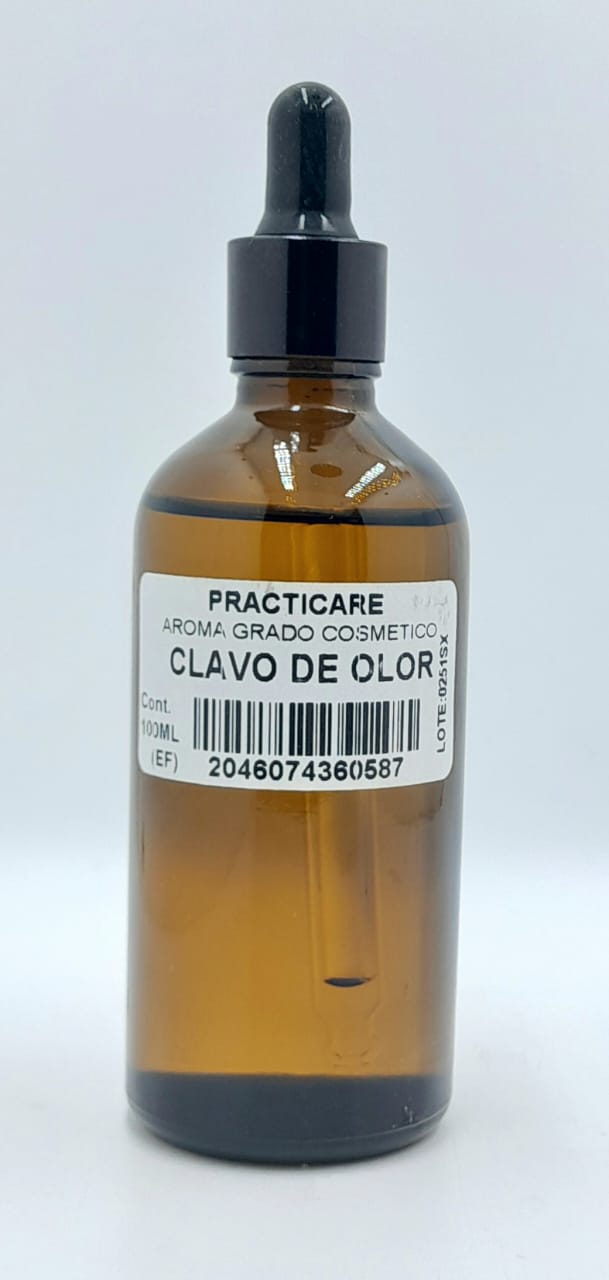 PRACTICARE
AROMA GRADO COSMETICO
CLAVO DE OLOR
Cont.
100ML
(EF)
2046074360587
LOTE:0251SX